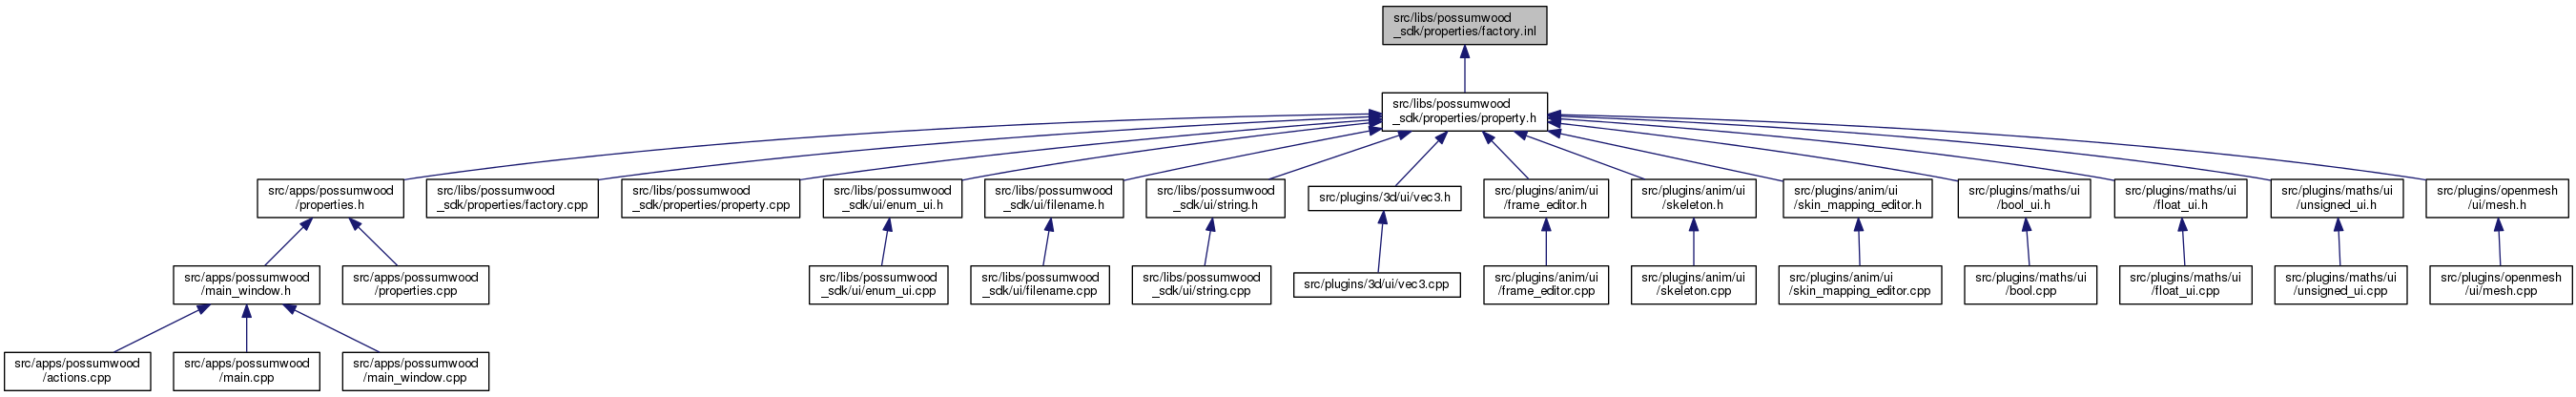 src/libs/possumwood
_sdk/properties/factory.inl
src/libs/possumwood
_sdk/properties/property.h
src/apps/possumwood
/properties.h
src/libs/possumwood
_sdk/properties/factory.cpp
src/libs/possumwood
_sdk/properties/property.cpp
src/libs/possumwood
_sdk/ui/enum_ui.h
src/libs/possumwood
_sdk/ui/filename.h
src/libs/possumwood
_sdk/ui/string.h
src/plugins/3d/ui/vec3.h
src/plugins/anim/ui
/frame_editor.h
src/plugins/anim/ui
/skeleton.h
src/plugins/anim/ui
/skin_mapping_editor.h
src/plugins/maths/ui
/bool_ui.h
src/plugins/maths/ui
/float_ui.h
src/plugins/maths/ui
/unsigned_ui.h
src/plugins/openmesh
/ui/mesh.h
src/apps/possumwood
/main_window.h
src/apps/possumwood
/properties.cpp
src/libs/possumwood
_sdk/ui/enum_ui.cpp
src/libs/possumwood
_sdk/ui/filename.cpp
src/libs/possumwood
_sdk/ui/string.cpp
src/plugins/3d/ui/vec3.cpp
src/plugins/anim/ui
/frame_editor.cpp
src/plugins/anim/ui
/skeleton.cpp
src/plugins/anim/ui
/skin_mapping_editor.cpp
src/plugins/maths/ui
/bool.cpp
src/plugins/maths/ui
/float_ui.cpp
src/plugins/maths/ui
/unsigned_ui.cpp
src/plugins/openmesh
/ui/mesh.cpp
src/apps/possumwood
/actions.cpp
src/apps/possumwood
/main.cpp
src/apps/possumwood
/main_window.cpp